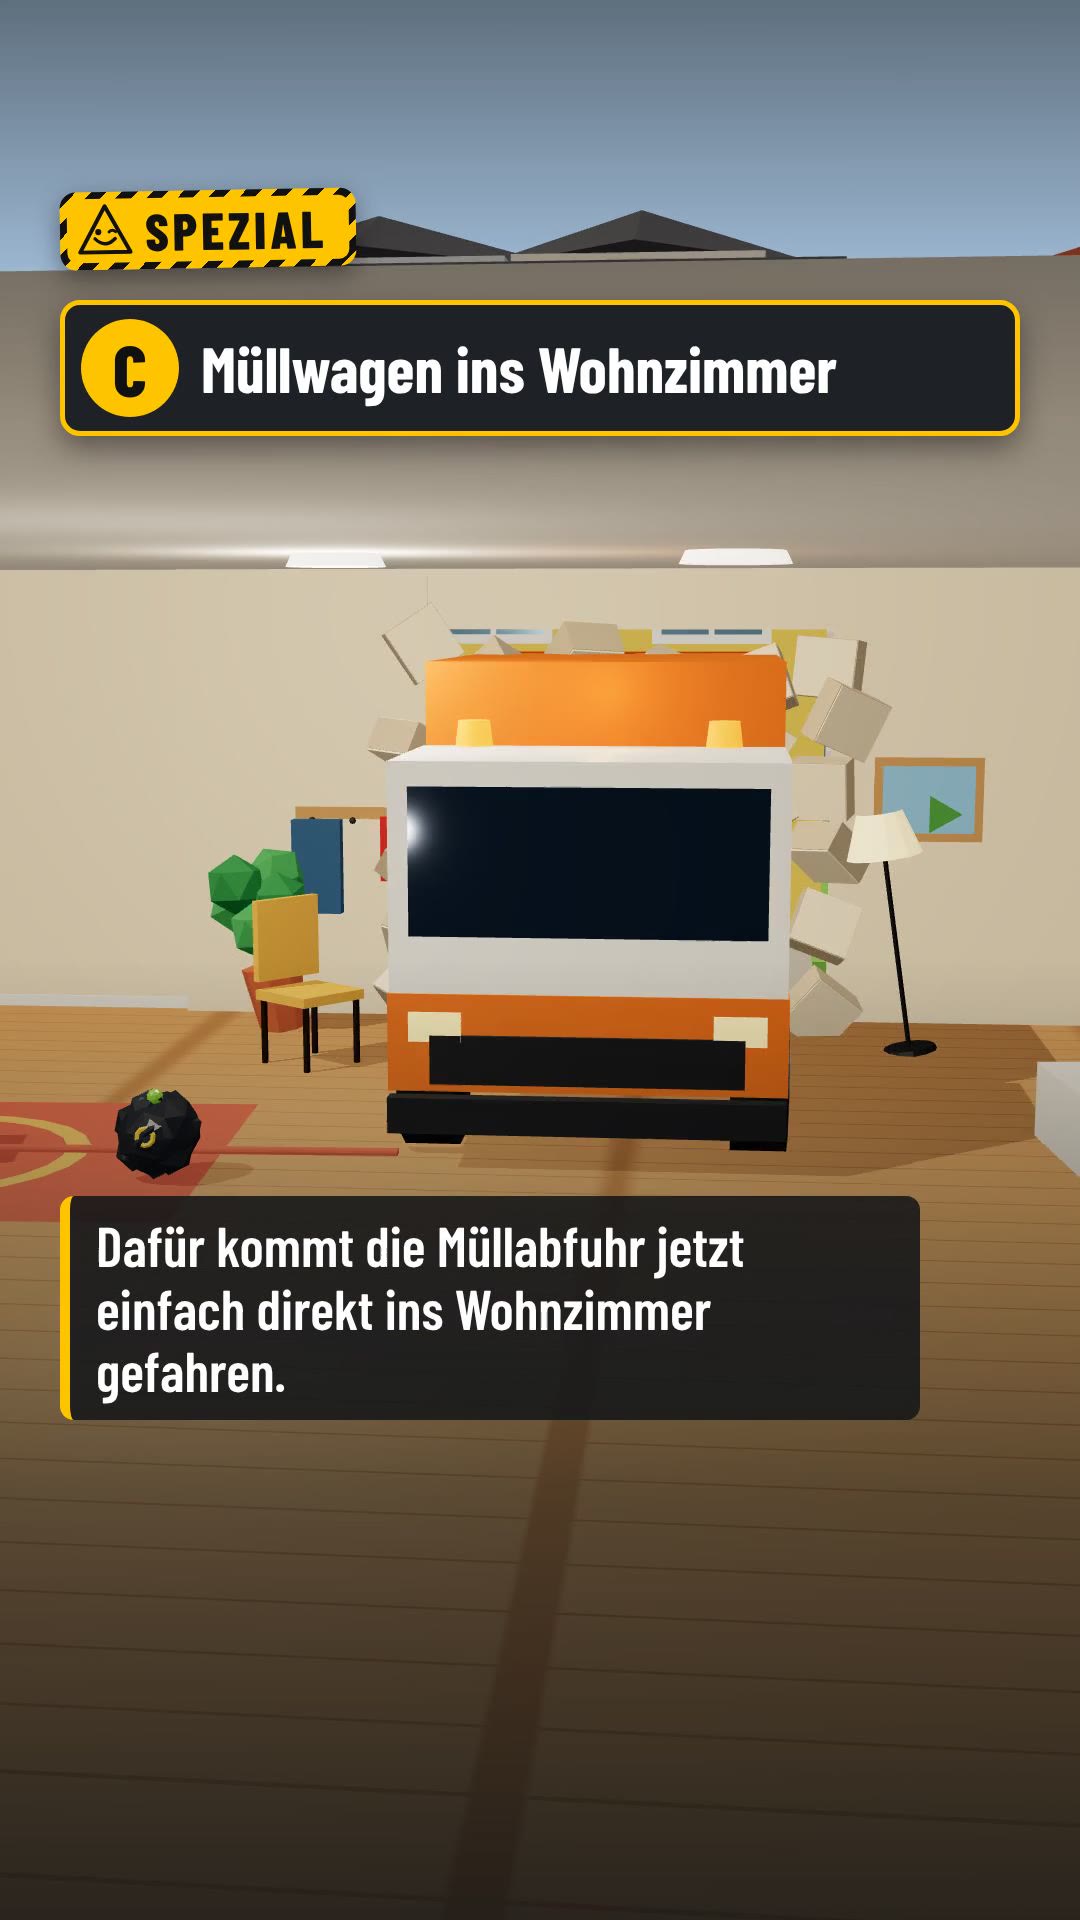 SPEZIAL
C Müllwagen ins Wohnzimmer
Dafür kommt die Müllabfuhr jetzt
einfach direkt ins Wohnzimmer
gefahren.